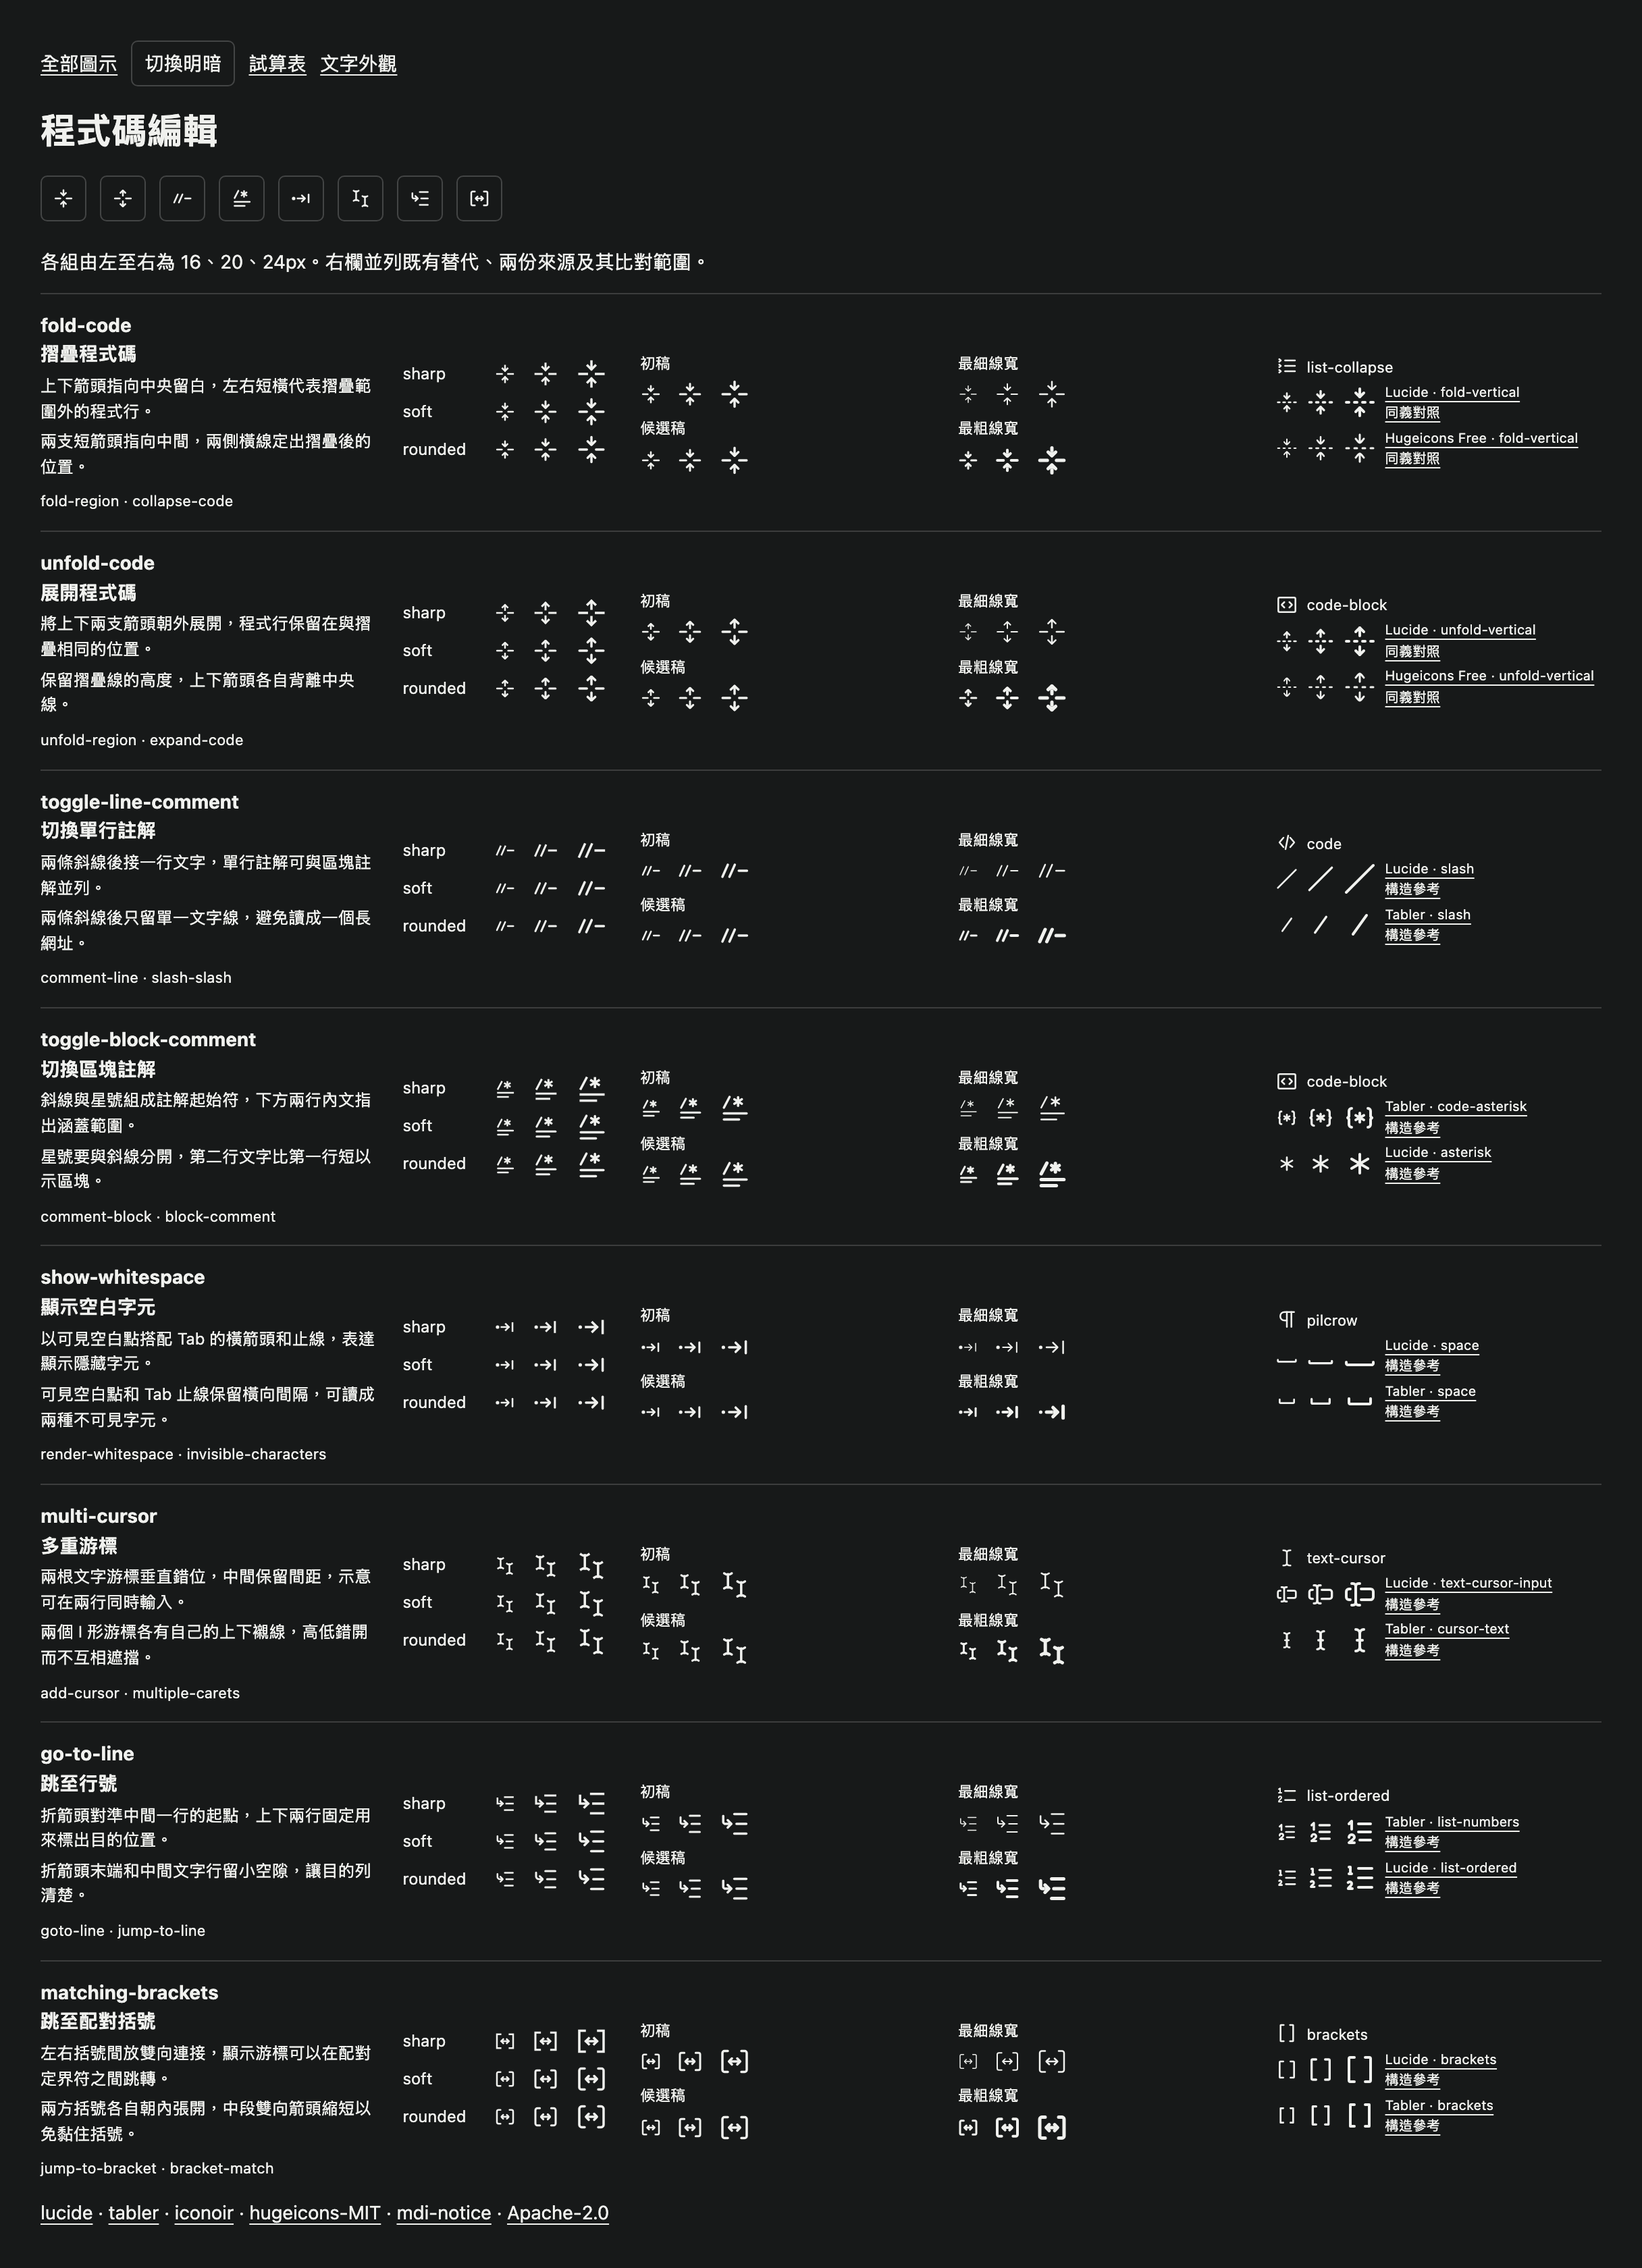 全部圖示 切換明暗 試算表 文字外觀
程式碼編輯
各組由左至右為 16、20、24px。右欄並列既有替代、兩份來源及其比對範圍。
fold-code
摺疊程式碼
上下箭頭指向中央留白，左右短橫代表摺疊範
圍外的程式行。
兩支短箭頭指向中間，兩側橫線定出摺疊後的
位置。
fold-region · collapse-code
sharp
soft
rounded
初稿
候選稿
最細線寬
最粗線寬
list-collapse
Lucide · fold-vertical
同義對照
Hugeicons Free · fold-vertical
同義對照
unfold-code
展開程式碼
將上下兩支箭頭朝外展開，程式行保留在與摺
疊相同的位置。
保留摺疊線的高度，上下箭頭各自背離中央
線。
unfold-region · expand-code
sharp
soft
rounded
初稿
候選稿
最細線寬
最粗線寬
code-block
Lucide · unfold-vertical
同義對照
Hugeicons Free · unfold-vertical
同義對照
toggle-line-comment
切換單行註解
兩條斜線後接一行文字，單行註解可與區塊註
解並列。
兩條斜線後只留單一文字線，避免讀成一個長
網址。
comment-line · slash-slash
sharp
soft
rounded
初稿
候選稿
最細線寬
最粗線寬
code
Lucide · slash
構造參考
Tabler · slash
構造參考
toggle-block-comment
切換區塊註解
斜線與星號組成註解起始符，下方兩行內文指
出涵蓋範圍。
星號要與斜線分開，第二行文字比第一行短以
示區塊。
comment-block · block-comment
sharp
soft
rounded
初稿
候選稿
最細線寬
最粗線寬
code-block
Tabler · code-asterisk
構造參考
Lucide · asterisk
構造參考
show-whitespace
顯示空白字元
以可見空白點搭配 Tab 的橫箭頭和止線，表達
顯示隱藏字元。
可見空白點和 Tab 止線保留橫向間隔，可讀成
兩種不可見字元。
render-whitespace · invisible-characters
sharp
soft
rounded
初稿
候選稿
最細線寬
最粗線寬
pilcrow
Lucide · space
構造參考
Tabler · space
構造參考
multi-cursor
多重游標
兩根文字游標垂直錯位，中間保留間距，示意
可在兩行同時輸入。
兩個 I 形游標各有自己的上下襯線，高低錯開
而不互相遮擋。
add-cursor · multiple-carets
sharp
soft
rounded
初稿
候選稿
最細線寬
最粗線寬
text-cursor
Lucide · text-cursor-input
構造參考
Tabler · cursor-text
構造參考
go-to-line
跳至行號
折箭頭對準中間一行的起點，上下兩行固定用
來標出目的位置。
折箭頭末端和中間文字行留小空隙，讓目的列
清楚。
goto-line · jump-to-line
sharp
soft
rounded
初稿
候選稿
最細線寬
最粗線寬
list-ordered
Tabler · list-numbers
構造參考
Lucide · list-ordered
構造參考
matching-brackets
跳至配對括號
左右括號間放雙向連接，顯示游標可以在配對
定界符之間跳轉。
兩方括號各自朝內張開，中段雙向箭頭縮短以
免黏住括號。
jump-to-bracket · bracket-match
sharp
soft
rounded
初稿
候選稿
最細線寬
最粗線寬
brackets
Lucide · brackets
構造參考
Tabler · brackets
構造參考
lucide · tabler · iconoir · hugeicons-MIT · mdi-notice · Apache-2.0